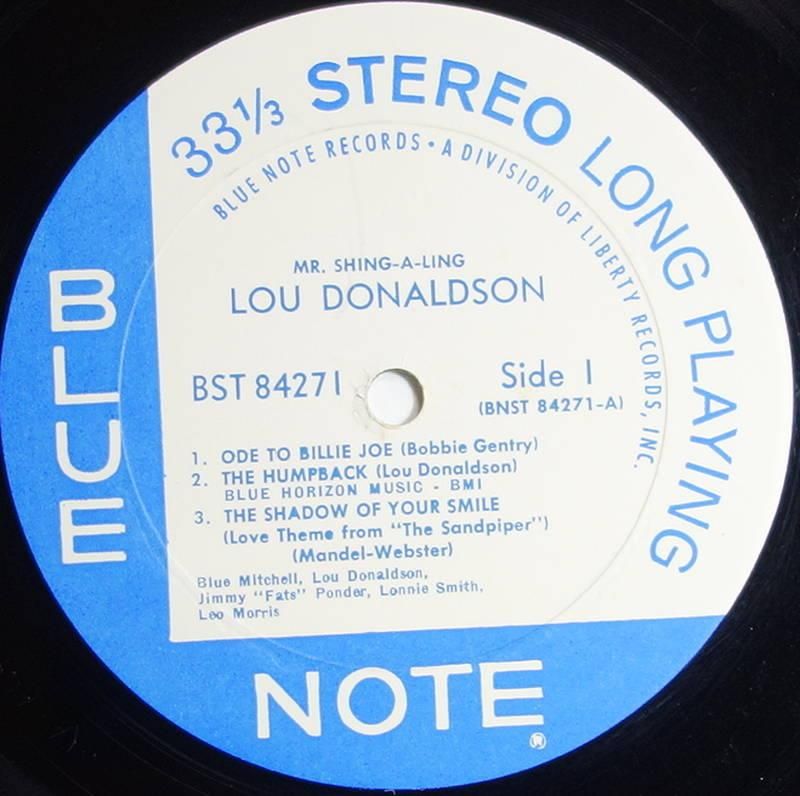 33⅓ STEREO LONG PLAYING
BLUE NOTE RECORDS • A DIVISION OF LIBERTY RECORDS, INC.
MR. SHING-A-LING
LOU DONALDSON
BST 84271
Side 1
(BNST 84271-A)
1. ODE TO BILLIE JOE (Bobbie Gentry)
2. THE HUMPBACK (Lou Donaldson)
BLUE HORIZON MUSIC - BMI
3. THE SHADOW OF YOUR SMILE
(Love Theme from "The Sandpiper")
(Mandel-Webster)
Blue Mitchell, Lou Donaldson,
Jimmy "Fats" Ponder, Lonnie Smith,
Leo Morris
BLUE
NOTE
®